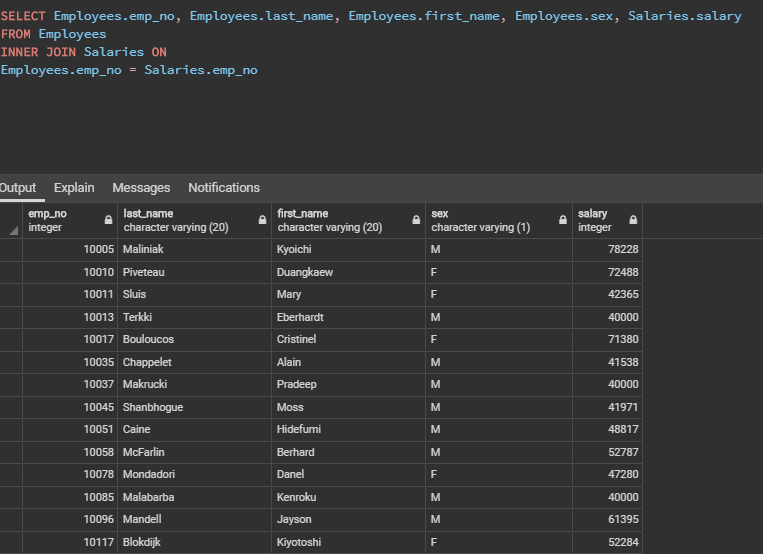 SELECT Employees.emp_no, Employees.last_name, Employees.first_name, Employees.sex, Salaries.salary
FROM Employees
INNER JOIN Salaries ON
Employees.emp_no = Salaries.emp_no
Output Explain Messages Notifications
emp_no last_name first_name sex salary
integer character varying (20) character varying (20) character varying (1) integer
10005 Maliniak Kyoichi M 78228
10010 Piveteau Duangkaew F 72488
10011 Sluis Mary F 42365
10013 Terkki Eberhardt M 40000
10017 Bouloucos Cristinel F 71380
10035 Chappelet Alain M 41538
10037 Makrucki Pradeep M 40000
10045 Shanbhogue Moss M 41971
10051 Caine Hidefumi M 48817
10058 McFarlin Berhard M 52787
10078 Mondadori Danel F 47280
10085 Malabarba Kenroku M 40000
10096 Mandell Jayson M 61395
10117 Blokdijk Kiyotoshi F 52284